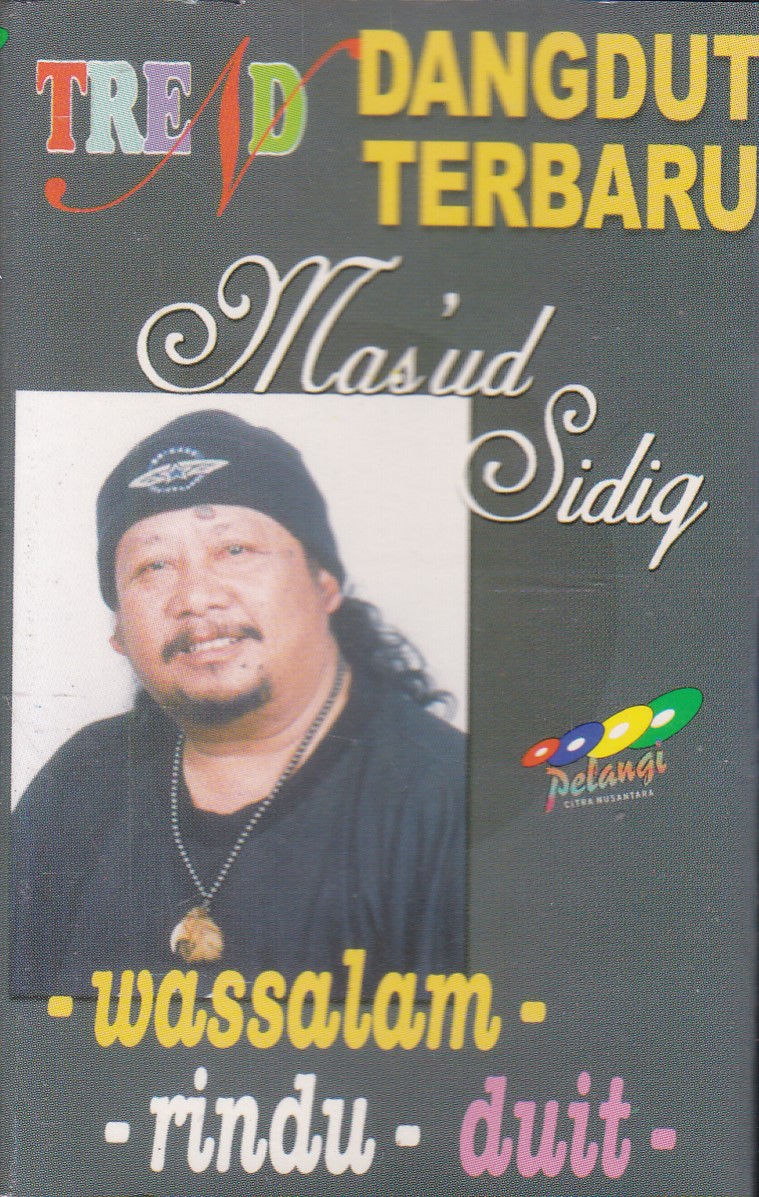 TREND
DANGDUT
TERBARU
Mas'ud
Sidiq
Pelangi
CITRA NUSANTARA
- wassalam -
- rindu - duit -